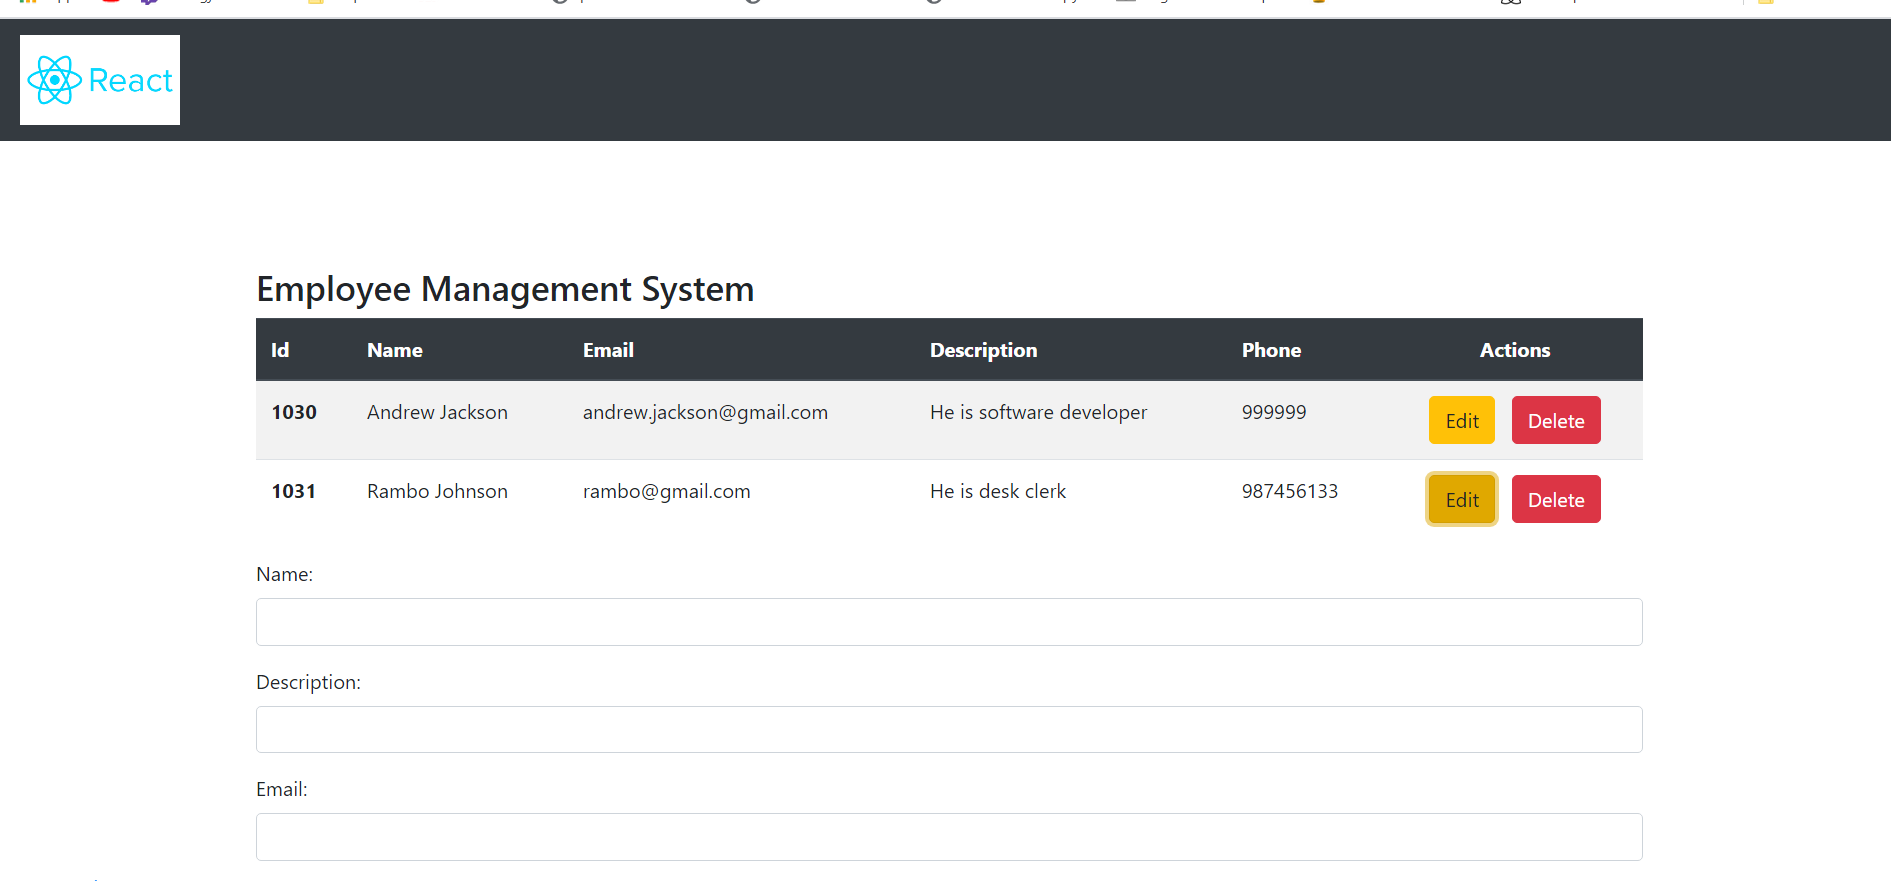 React
Employee Management System
Id Name Email Description Phone Actions
1030 Andrew Jackson andrew.jackson@gmail.com He is software developer 999999 Edit Delete
1031 Rambo Johnson rambo@gmail.com He is desk clerk 987456133 Edit Delete
Name:
Description:
Email: